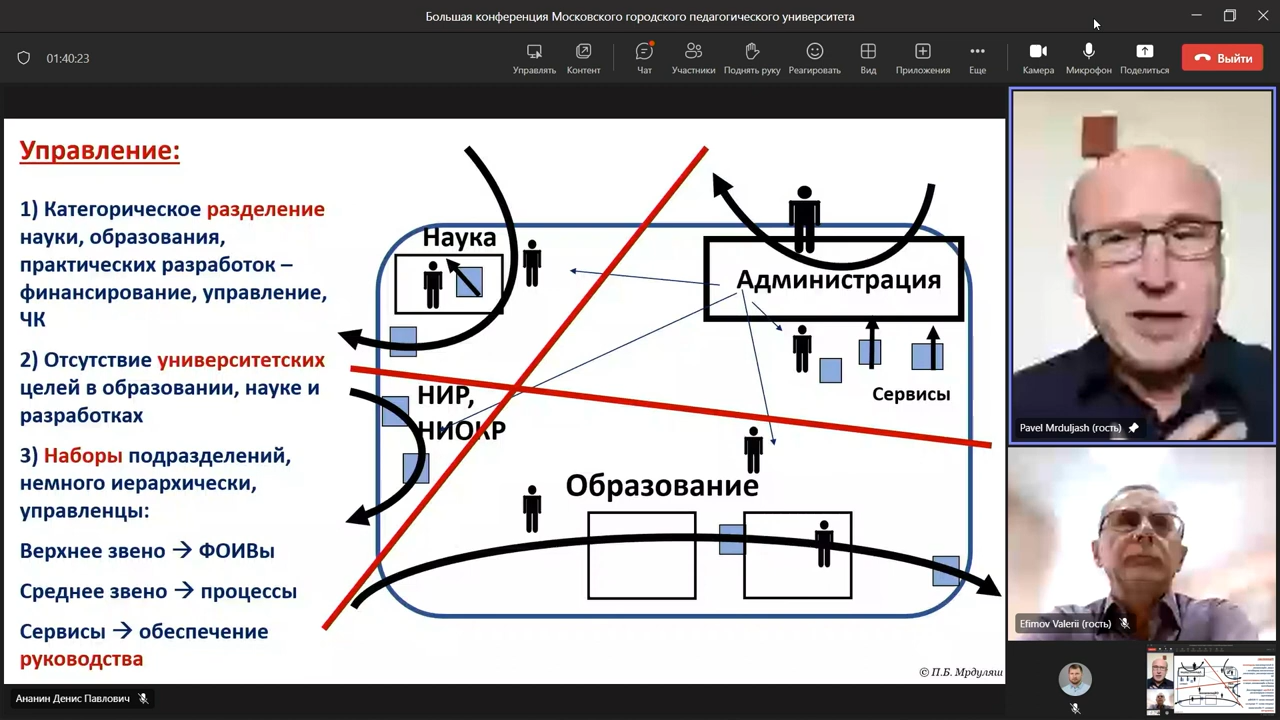 Большая конференция Московского городского педагогического университета
01:40:23
Управлять
Контент
Чат
Участники
Поднять руку
Реагировать
Вид
Приложения
Еще
Камера
Микрофон
Поделиться
Выйти
Управление:
1) Категорическое разделение
науки, образования,
практических разработок –
финансирование, управление,
ЧК
2) Отсутствие университетских
целей в образовании, науке и
разработках
3) Наборы подразделений,
немного иерархически,
управленцы:
Верхнее звено → ФОИВы
Среднее звено → процессы
Сервисы → обеспечение
руководства
Наука
Администрация
Сервисы
НИР,
НИОКР
Образование
© П.Б. Мрдуляш
Ананин Денис Павлович
Pavel Mrduljash (гость)
Efimov Valerii (гость)